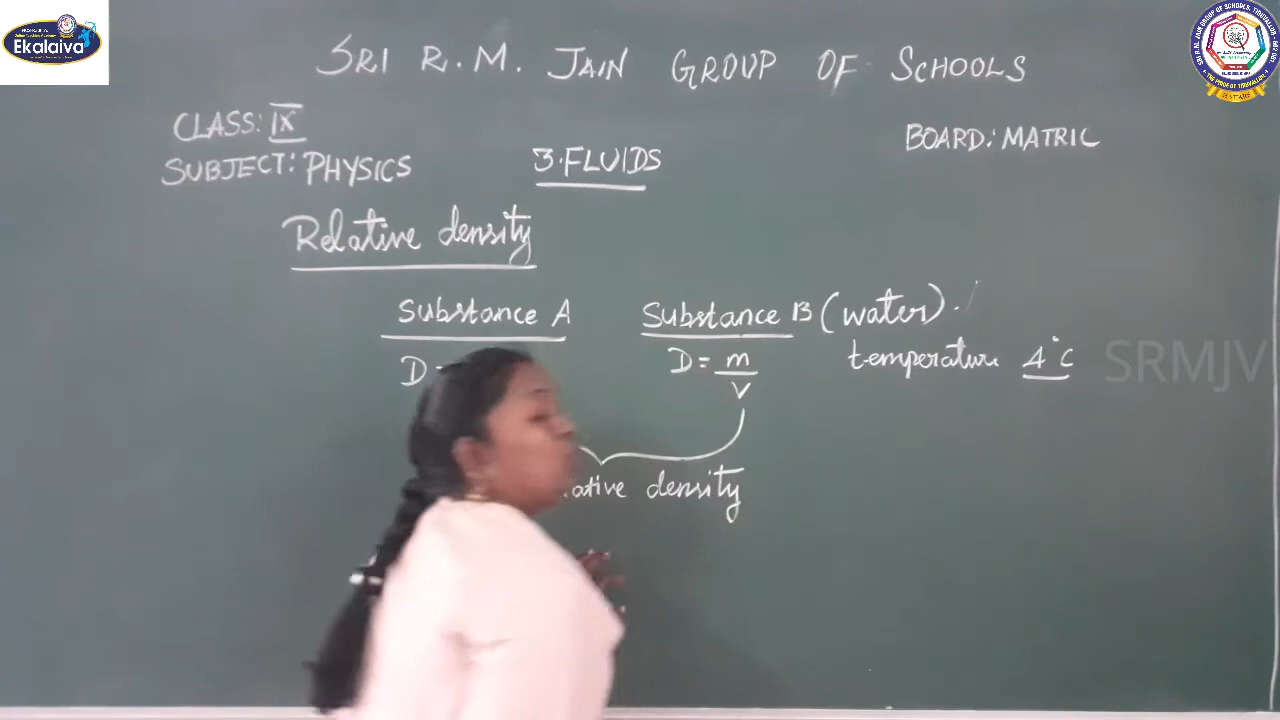 Ekalaiva
SRI R.M. JAIN GROUP OF SCHOOLS
CLASS: IX
BOARD: MATRIC
SUBJECT: PHYSICS
3. FLUIDS
Relative density
Substance A
Substance B (water).
D=
D = m
V
temperature 4°C
SRMJV
density